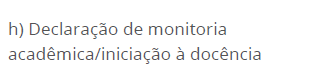 h) Declaração de monitoria
acadêmica/iniciação à docência